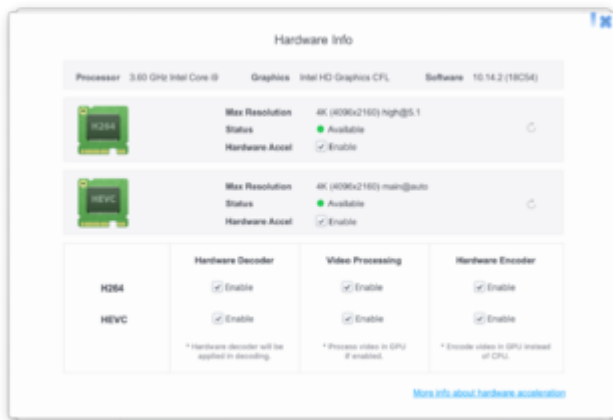 Hardware Info
Processor 3.60 GHz Intel Core i9 Graphics Intel HD Graphics CFL Software 10.14.2 (18C54)
H264
Max Resolution 4K (4096x2160) high@5.1
Status Available
Hardware Accel Enable
HEVC
Max Resolution 4K (4096x2160) main@auto
Status Available
Hardware Accel Enable
Hardware Decoder Video Processing Hardware Encoder
H264 Enable Enable Enable
HEVC Enable Enable Enable
* Hardware decoder will be * Process video in GPU * Encode video in GPU instead
applied in decoding. if enabled. of CPU.
More info about hardware acceleration